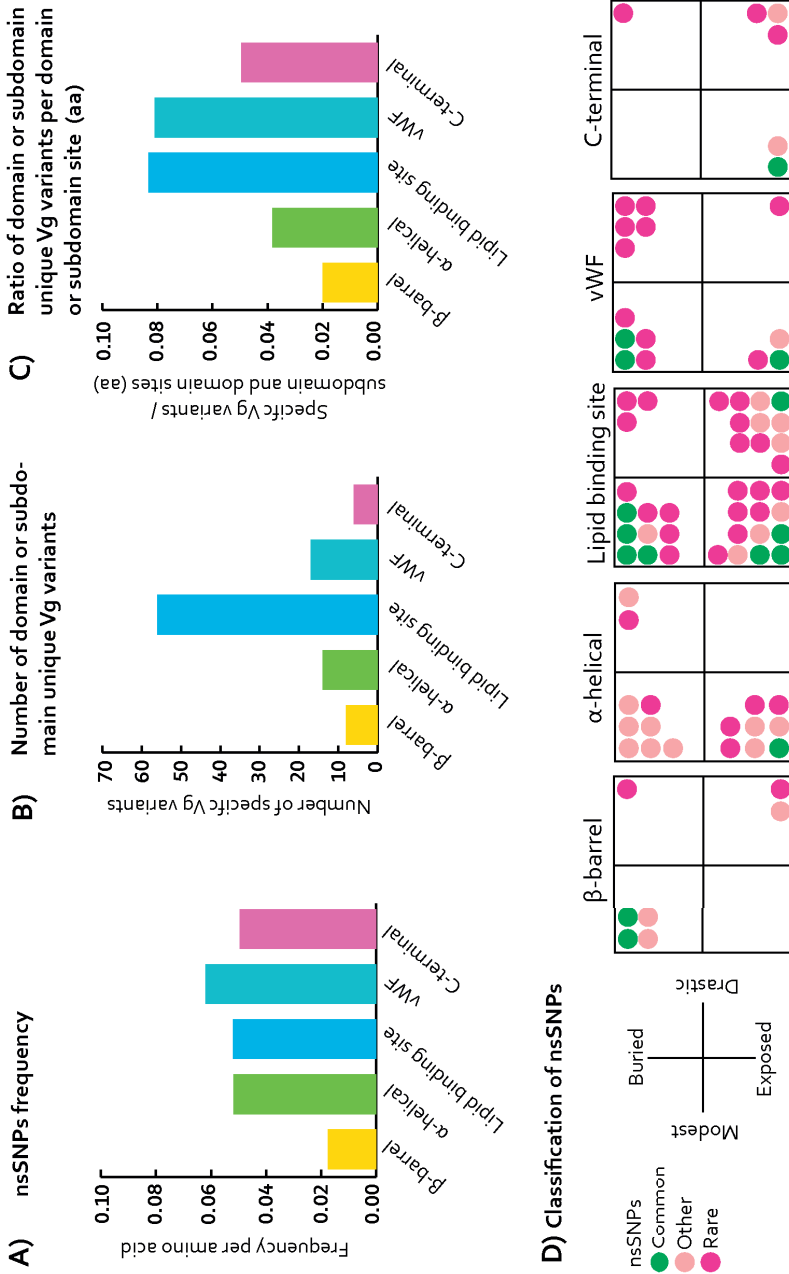 A)
nsSNPs frequency
Frequency per amino acid
0.10
0.08
0.06
0.04
0.02
0.00
β-barrel
α-helical
Lipid binding site
vWF
C-terminal
B)
Number of domain or subdo-
main unique Vg variants
Number of specifc Vg variants
70
60
50
40
30
20
10
0
β-barrel
α-helical
Lipid binding site
vWF
C-terminal
C)
Ratio of domain or subdomain
unique Vg variants per domain
or subdomain site (aa)
Specifc Vg variants /
subdomain and domain sites (aa)
0.10
0.08
0.06
0.04
0.02
0.00
β-barrel
α-helical
Lipid binding site
vWF
C-terminal
D) Classification of nsSNPs
nsSNPs
Common
Other
Rare
Buried
Modest
Drastic
Exposed
β-barrel
α-helical
Lipid binding site
vWF
C-terminal